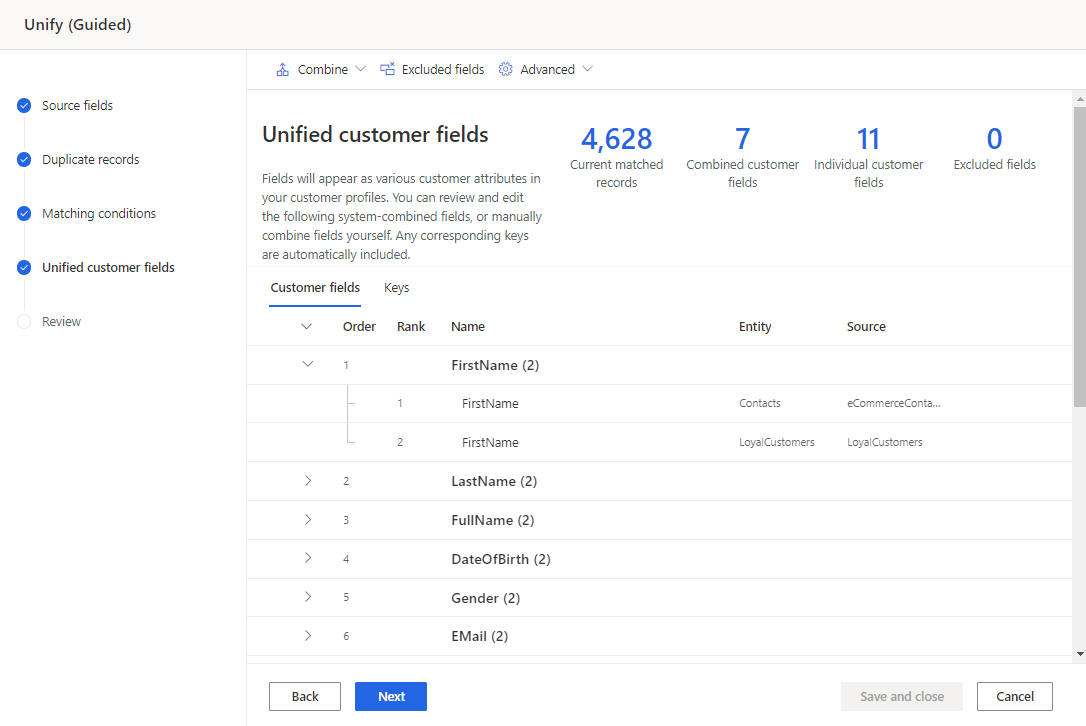 Unify (Guided)
Source fields
Duplicate records
Matching conditions
Unified customer fields
Review
Combine
Excluded fields
Advanced
Unified customer fields
Fields will appear as various customer attributes in
your customer profiles. You can review and edit
the following system-combined fields, or manually
combine fields yourself. Any corresponding keys
are automatically included.
4,628
Current matched
records
7
Combined customer
fields
11
Individual customer
fields
0
Excluded fields
Customer fields Keys
Order Rank Name Entity Source
1 FirstName (2)
1 FirstName Contacts eCommerceConta...
2 FirstName LoyalCustomers LoyalCustomers
2 LastName (2)
3 FullName (2)
4 DateOfBirth (2)
5 Gender (2)
6 EMail (2)
Back Next Save and close Cancel